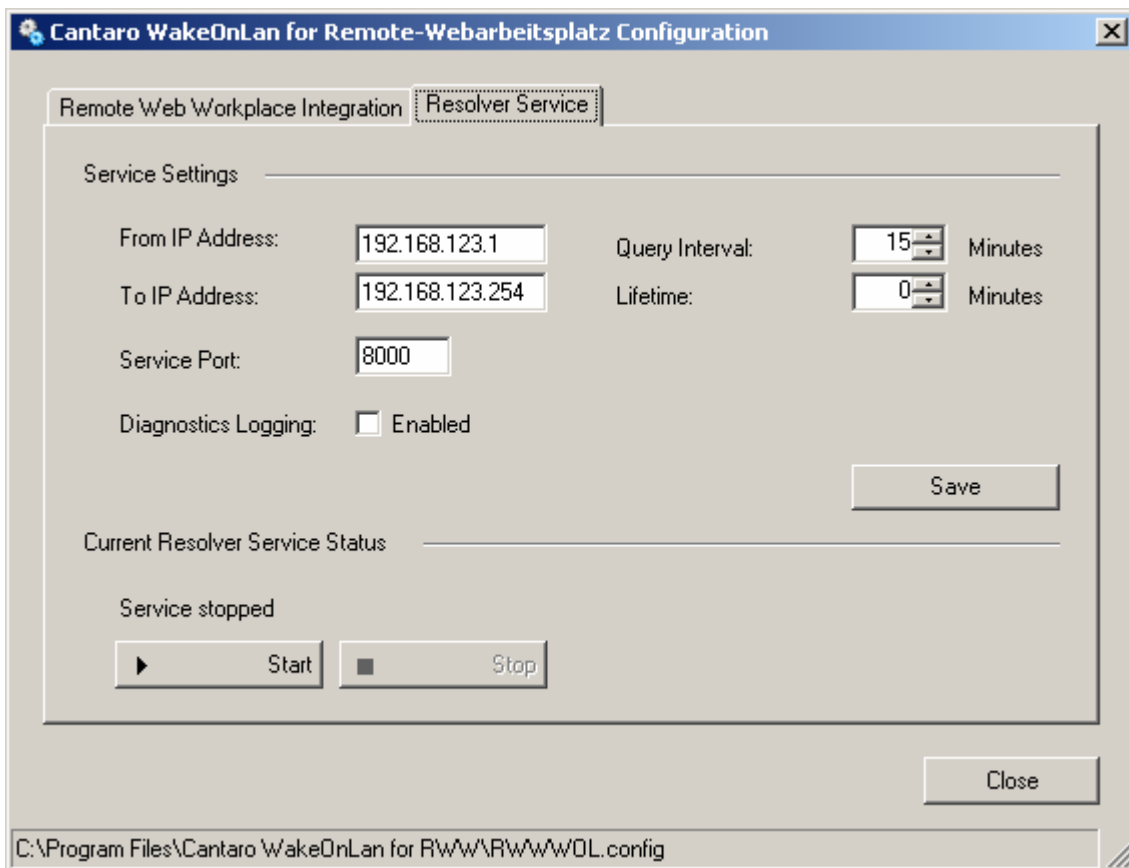 Cantaro WakeOnLan for Remote-Webarbeitsplatz Configuration
Remote Web Workplace Integration
Resolver Service
Service Settings
From IP Address: 192.168.123.1 Query Interval: 15 Minutes
To IP Address: 192.168.123.254 Lifetime: 0 Minutes
Service Port: 8000
Diagnostics Logging: Enabled
Save
Current Resolver Service Status
Service stopped
Start Stop
Close
C:\Program Files\Cantaro WakeOnLan for RWW\RWWWOL.config